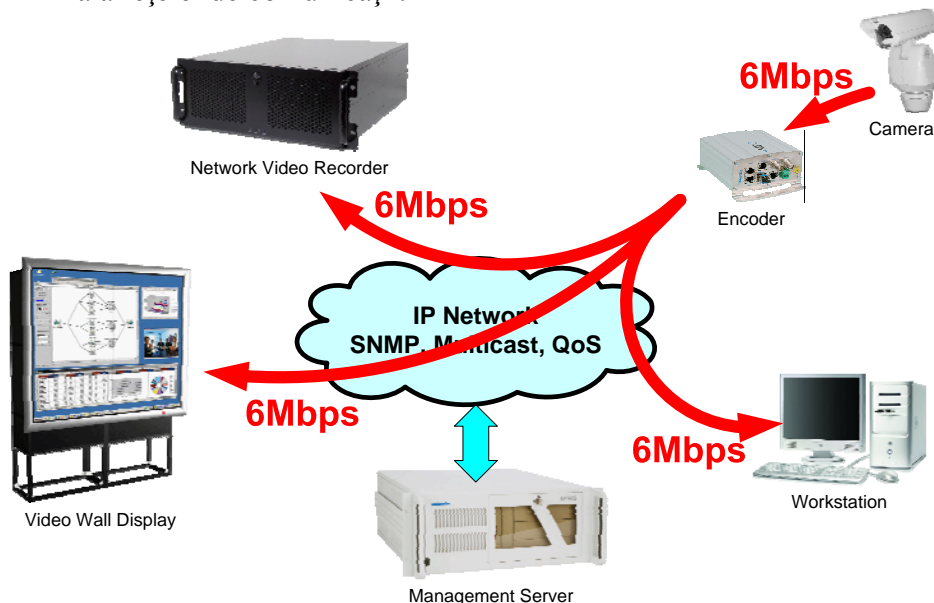 6Mbps
Camera
Network Video Recorder
Encoder
6Mbps
IP Network
SNMP, Multicast, QoS
6Mbps
6Mbps
Workstation
Video Wall Display
Management Server